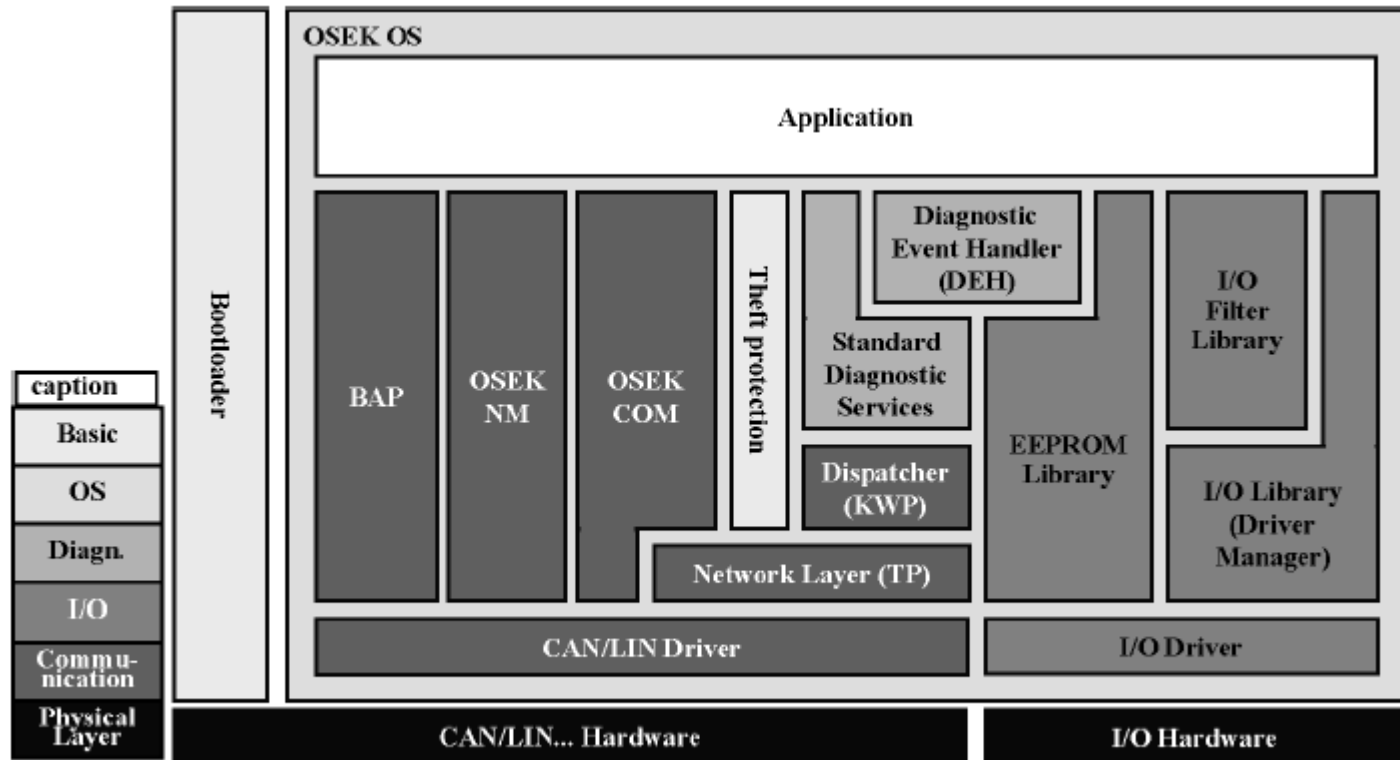 OSEK OS
Application
Bootloader
BAP
OSEK
NM
OSEK
COM
Theft protection
Diagnostic
Event Handler
(DEH)
Standard
Diagnostic
Services
Dispatcher
(KWP)
Network Layer (TP)
EEPROM
Library
I/O
Filter
Library
I/O Library
(Driver
Manager)
CAN/LIN Driver
I/O Driver
CAN/LIN... Hardware
I/O Hardware
caption
Basic
OS
Diagn.
I/O
Commu-
nication
Physical
Layer